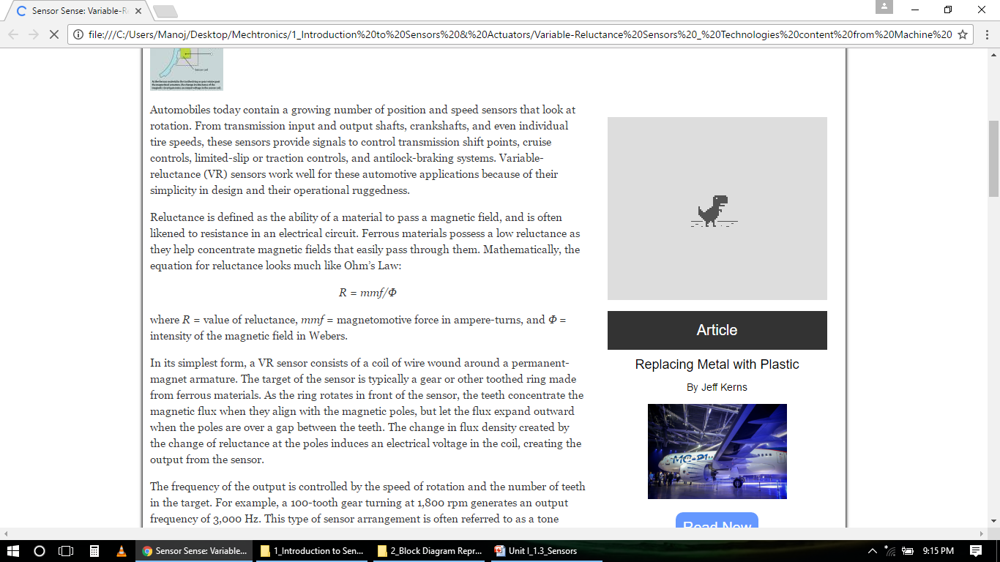 Sensor Sense: Variable-R
file:///C:/Users/Manoj/Desktop/Mechtronics/1_Introduction%20to%20Sensors%20&%20Actuators/Variable-Reluctance%20Sensors%20_%20Technologies%20content%20from%20Machine%20
Sensor coil
Automobiles today contain a growing number of position and speed sensors that look at
rotation. From transmission input and output shafts, crankshafts, and even individual
tire speeds, these sensors provide signals to control transmission shift points, cruise
controls, limited-slip or traction controls, and antilock-braking systems. Variable-
reluctance (VR) sensors work well for these automotive applications because of their
simplicity in design and their operational ruggedness.
Reluctance is defined as the ability of a material to pass a magnetic field, and is often
likened to resistance in an electrical circuit. Ferrous materials possess a low reluctance as
they help concentrate magnetic fields that easily pass through them. Mathematically, the
equation for reluctance looks much like Ohm's Law:
R = mmf/Φ
where R = value of reluctance, mmf = magnetomotive force in ampere-turns, and Φ =
intensity of the magnetic field in Webers.
In its simplest form, a VR sensor consists of a coil of wire wound around a permanent-
magnet armature. The target of the sensor is typically a gear or other toothed ring made
from ferrous materials. As the ring rotates in front of the sensor, the teeth concentrate the
magnetic flux when they align with the magnetic poles, but let the flux expand outward
when the poles are over a gap between the teeth. The change in flux density created by
the change of reluctance at the poles induces an electrical voltage in the coil, creating the
output from the sensor.
The frequency of the output is controlled by the speed of rotation and the number of teeth
in the target. For example, a 100-tooth gear turning at 1,800 rpm generates an output
frequency of 3,000 Hz. This type of sensor arrangement is often referred to as a tone
Article
Replacing Metal with Plastic
By Jeff Kerns
Read Now
Sensor Sense: Variable...
1_Introduction to Sen...
2_Block Diagram Repr...
Unit I_1.3_Sensors
9:15 PM